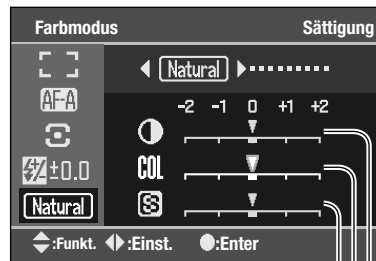 Farbmodus Sättigung
Natural
AF-A
-2 -1 0 +1 +2
COL
±0.0
S
Natural
:Funkt. :Einst. :Enter